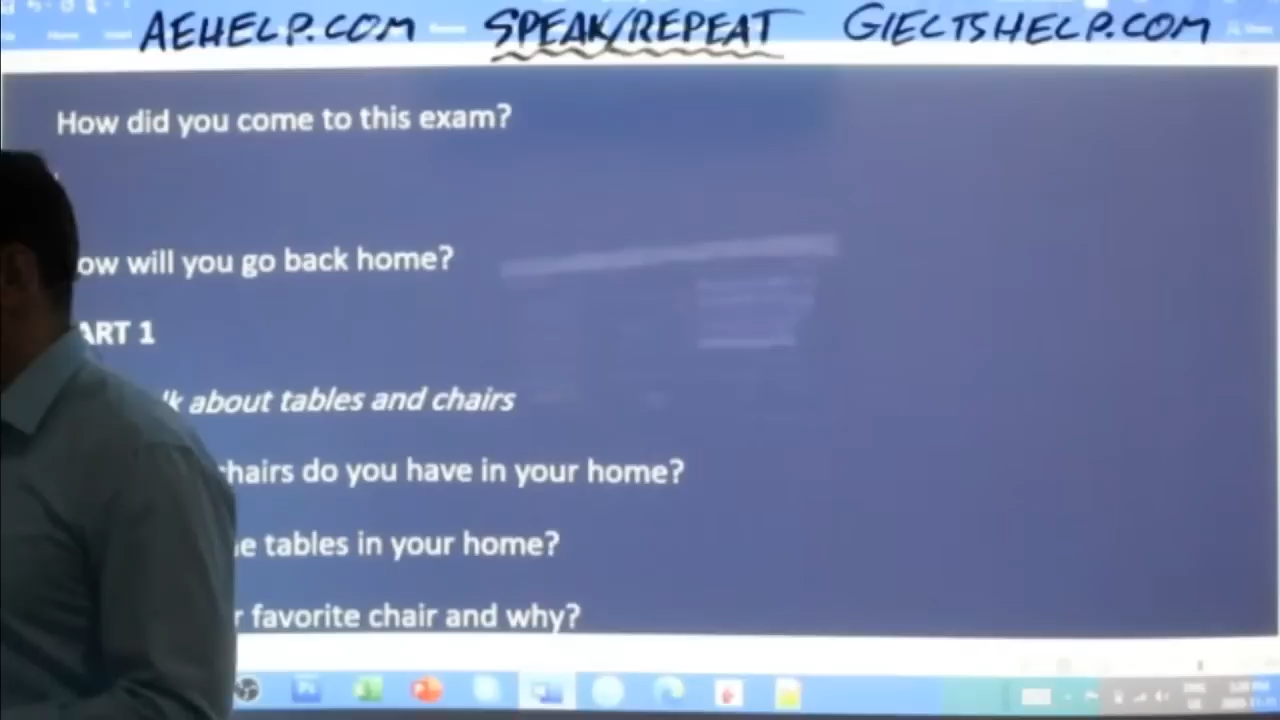 AEHELP.COM SPEAK/REPEAT GIELTSHELP.COM
How did you come to this exam?
ow will you go back home?
ART 1
lk about tables and chairs
hairs do you have in your home?
e tables in your home?
r favorite chair and why?